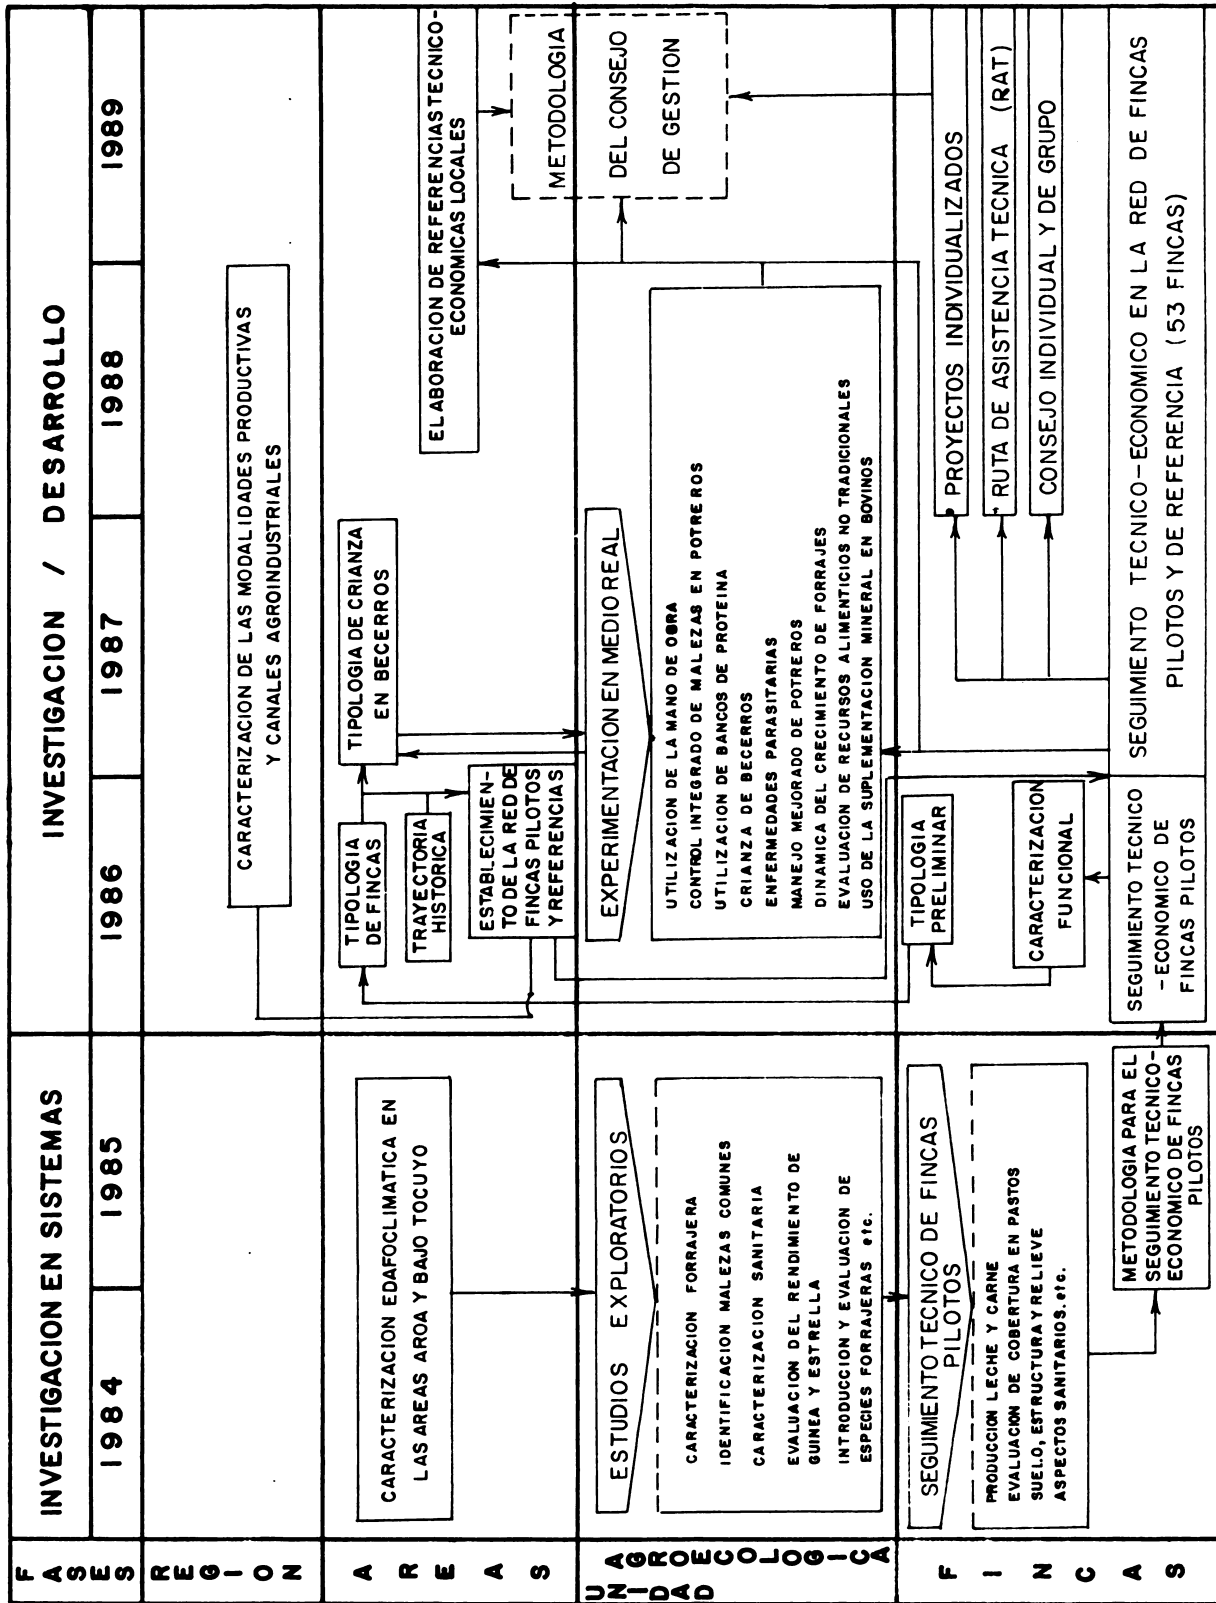 FASES
INVESTIGACION EN SISTEMAS
INVESTIGACION / DESARROLLO
1984
1985
1986
1987
1988
1989
REGION
CARACTERIZACION DE LAS MODALIDADES PRODUCTIVAS
Y CANALES AGROINDUSTRIALES
AREAS
CARACTERIZACION EDAFOCLIMATICA EN
LAS AREAS AROA Y BAJO TOCUYO
TIPOLOGIA
DE FINCAS
TRAYECTORIA
HISTORICA
ESTABLECIMIEN-
TO DE LA RED DE
FINCAS PILOTOS
Y REFERENCIAS
TIPOLOGIA DE CRIANZA
EN BECERROS
ELABORACION DE REFERENCIAS TECNICO-
ECONOMICAS LOCALES
METODOLOGIA
DEL CONSEJO
DE GESTION
UNIDAD
AGROECOLOGICA
ESTUDIOS EXPLORATORIOS
CARACTERIZACION FORRAJERA
IDENTIFICACION MALEZAS COMUNES
CARACTERIZACION SANITARIA
EVALUACION DEL RENDIMIENTO DE
GUINEA Y ESTRELLA
INTRODUCCION Y EVALUACION DE
ESPECIES FORRAJERAS etc.
EXPERIMENTACION EN MEDIO REAL
UTILIZACION DE LA MANO DE OBRA
CONTROL INTEGRADO DE MALEZAS EN POTREROS
UTILIZACION DE BANCOS DE PROTEINA
CRIANZA DE BECERROS
ENFERMEDADES PARASITARIAS
MANEJO MEJORADO DE POTREROS
DINAMICA DEL CRECIMIENTO DE FORRAJES
EVALUACION DE RECURSOS ALIMENTICIOS NO TRADICIONALES
USO DE LA SUPLEMENTACION MINERAL EN BOVINOS
FINCAS
SEGUIMIENTO TECNICO DE FINCAS
PILOTOS
PRODUCCION LECHE Y CARNE
EVALUACION DE COBERTURA EN PASTOS
SUELO, ESTRUCTURA Y RELIEVE
ASPECTOS SANITARIOS. etc.
METODOLOGIA PARA EL
SEGUIMIENTO TECNICO-
ECONOMICO DE FINCAS
PILOTOS
TIPOLOGIA
PRELIMINAR
CARACTERIZACION
FUNCIONAL
SEGUIMIENTO TECNICO
-ECONOMICO DE
FINCAS PILOTOS
PROYECTOS INDIVIDUALIZADOS
RUTA DE ASISTENCIA TECNICA (RAT)
CONSEJO INDIVIDUAL Y DE GRUPO
SEGUIMIENTO TECNICO-ECONOMICO EN LA RED DE FINCAS
PILOTOS Y DE REFERENCIA (53 FINCAS)